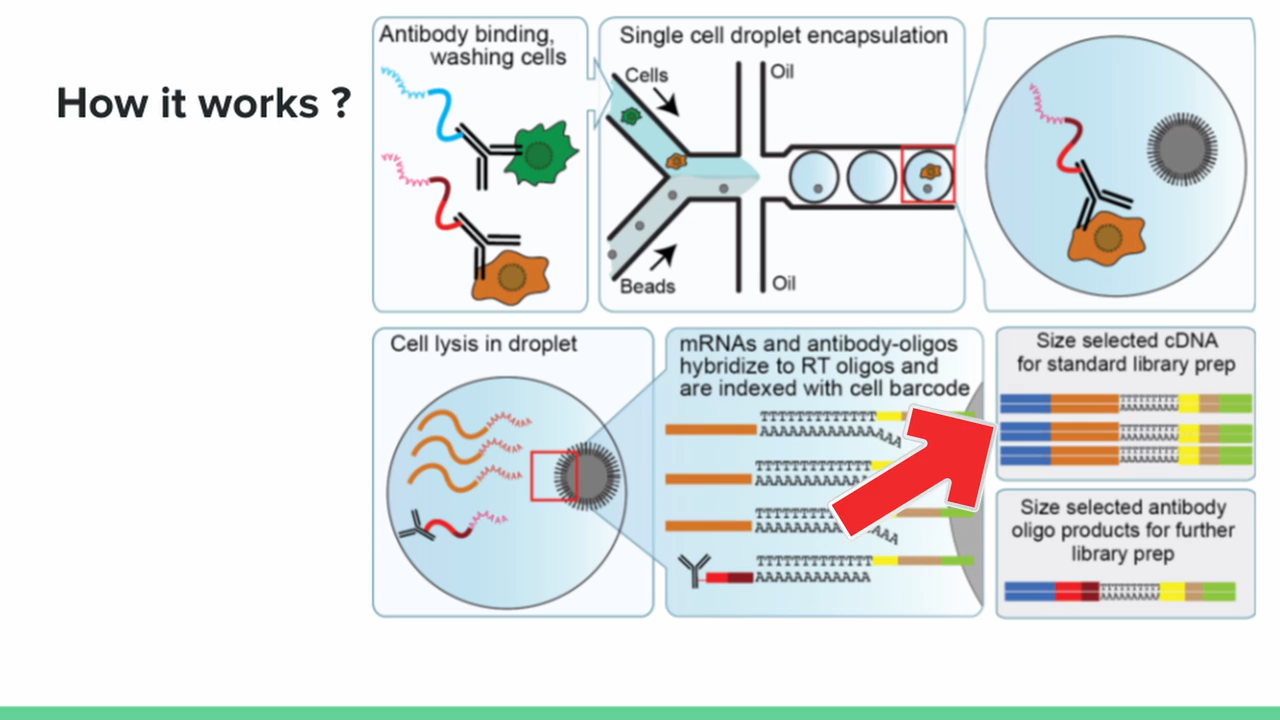 How it works ?
Antibody binding,
washing cells
Single cell droplet encapsulation
Cells
Oil
Beads
Oil
Cell lysis in droplet
mRNAs and antibody-oligos
hybridize to RT oligos and
are indexed with cell barcode
TTTTTTTTTTTTT
Size selected cDNA
for standard library prep
Size selected antibody
oligo products for further
library prep